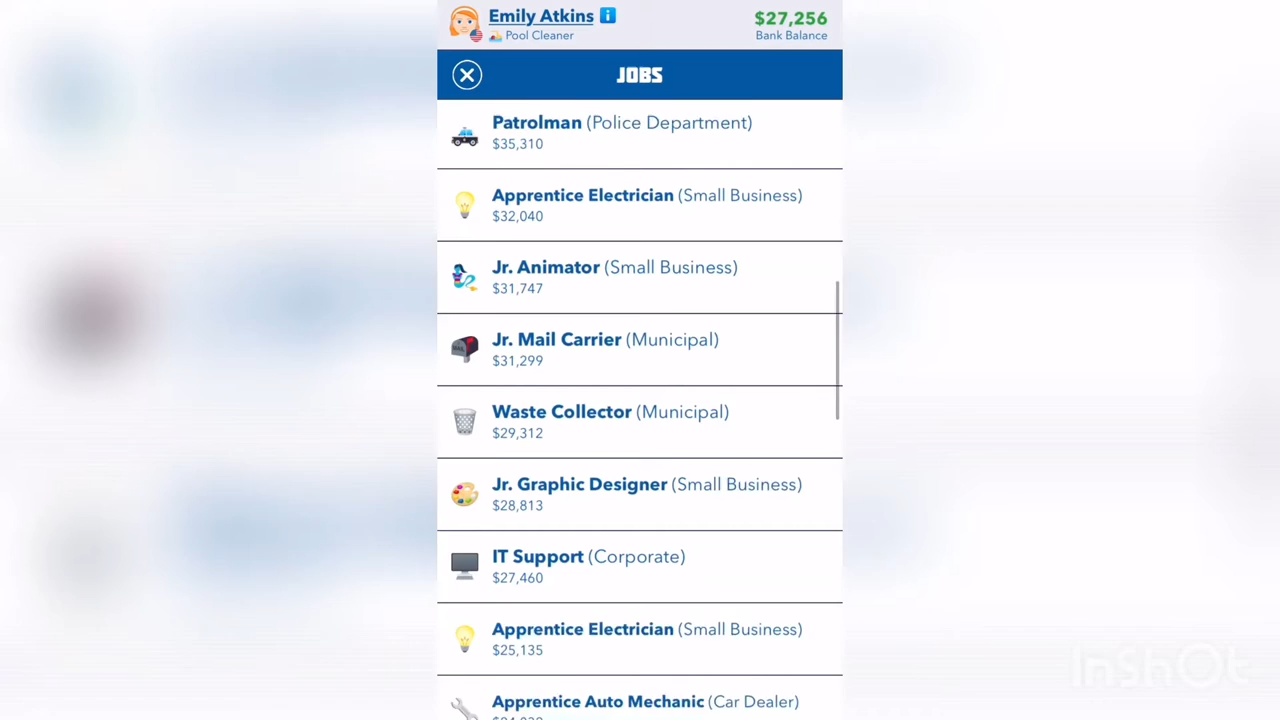 Emily Atkins
Pool Cleaner
$27,256
Bank Balance
JOBS
Patrolman (Police Department)
$35,310
Apprentice Electrician (Small Business)
$32,040
Jr. Animator (Small Business)
$31,747
Jr. Mail Carrier (Municipal)
$31,299
Waste Collector (Municipal)
$29,312
Jr. Graphic Designer (Small Business)
$28,813
IT Support (Corporate)
$27,460
Apprentice Electrician (Small Business)
$25,135
Apprentice Auto Mechanic (Car Dealer)
InShOt